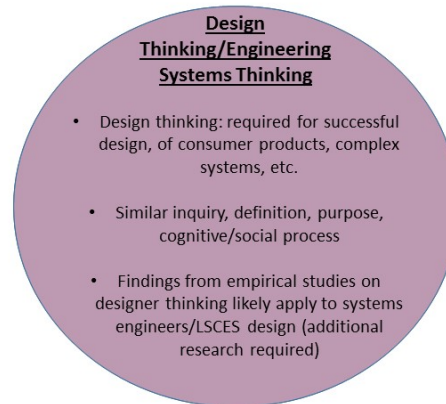 Design
Thinking/Engineering
Systems Thinking
• Design thinking: required for successful
design, of consumer products, complex
systems, etc.
• Similar inquiry, definition, purpose,
cognitive/social process
• Findings from empirical studies on
designer thinking likely apply to systems
engineers/LSCES design (additional
research required)